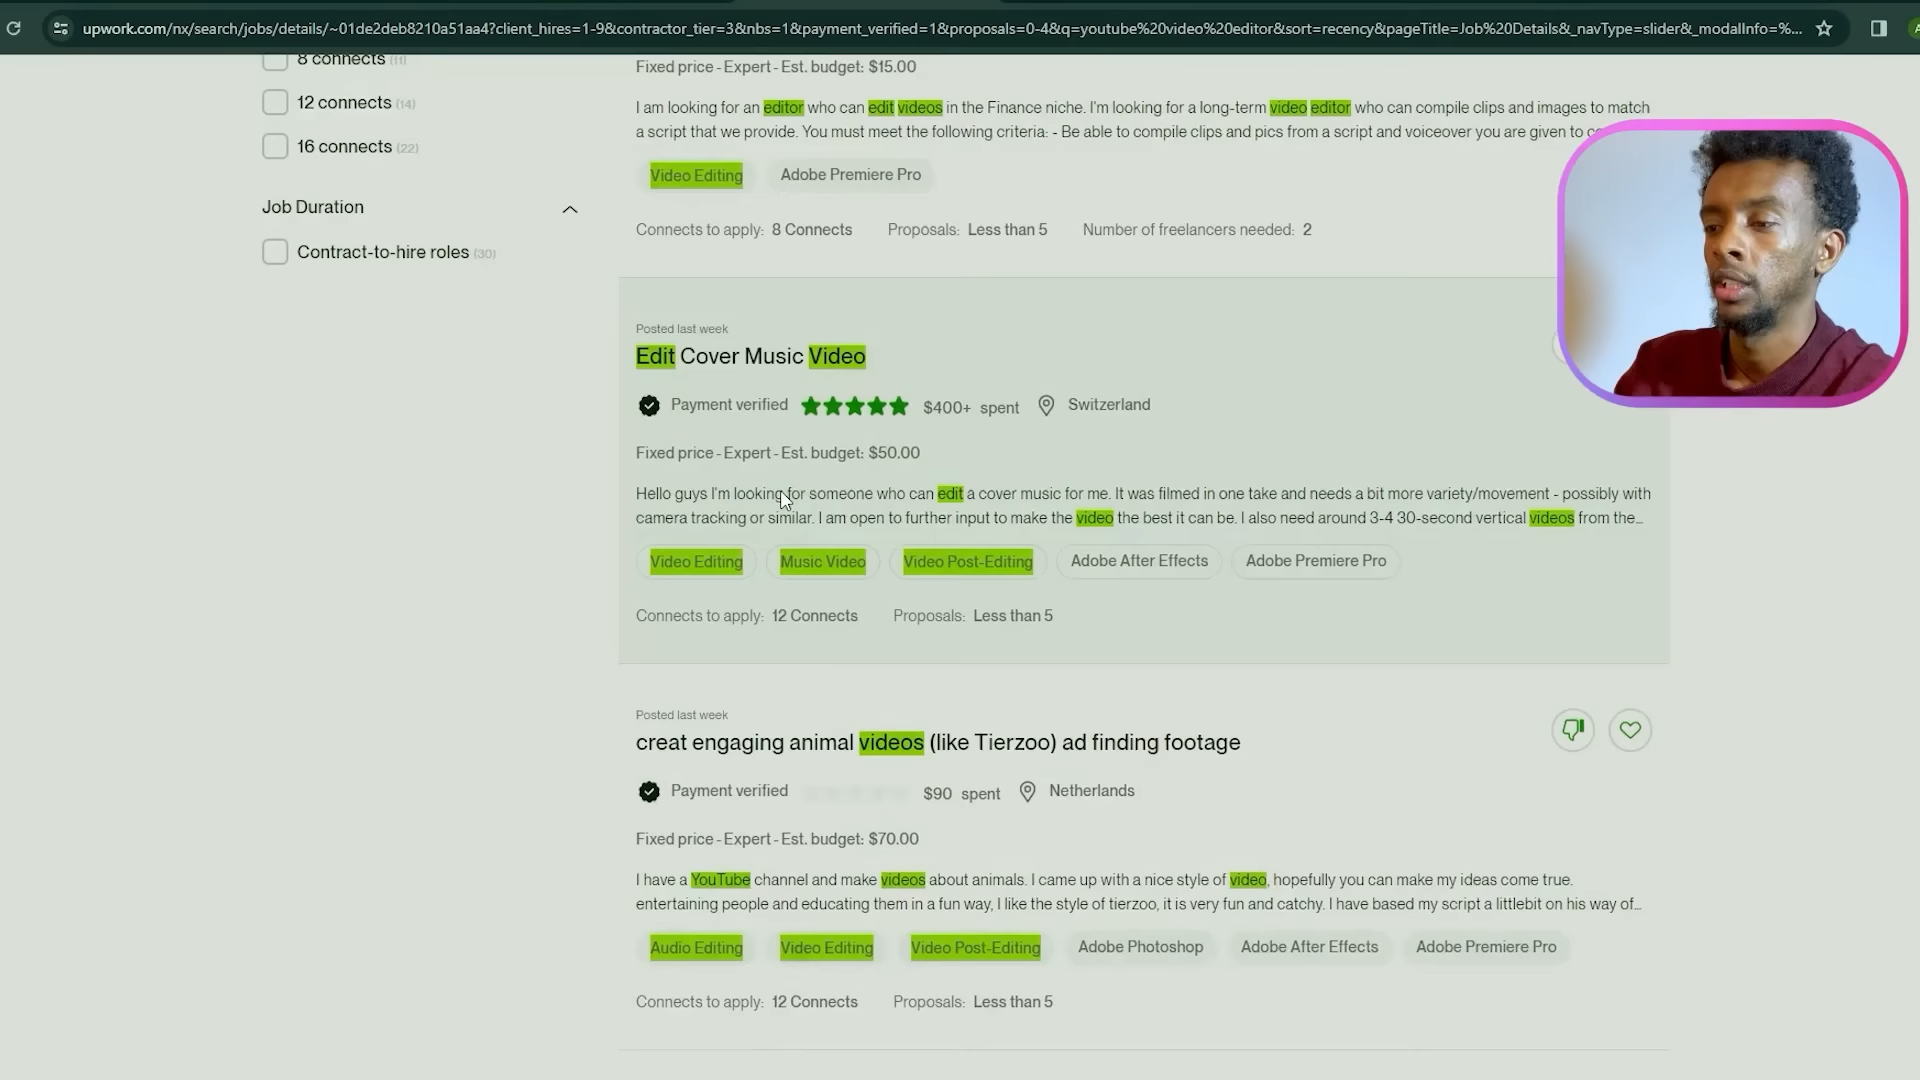 upwork.com/nx/search/jobs/details/~01de2deb8210a51aa4?client_hires=1-9&contractor_tier=3&nbs=1&payment_verified=1&proposals=0-4&q=youtube%20video%20editor&sort=recency&pageTitle=Job%20Details&_navType=slider&_modalInfo=%...
8 connects (11)
12 connects (14)
16 connects (22)
Job Duration
Contract-to-hire roles (30)
Fixed price - Expert - Est. budget: $15.00
I am looking for an editor who can edit videos in the Finance niche. I'm looking for a long-term video editor who can compile clips and images to match
a script that we provide. You must meet the following criteria: - Be able to compile clips and pics from a script and voiceover you are given to
Video Editing
Adobe Premiere Pro
Connects to apply: 8 Connects Proposals: Less than 5 Number of freelancers needed: 2
Posted last week
Edit Cover Music Video
Payment verified $400+ spent Switzerland
Fixed price - Expert - Est. budget: $50.00
Hello guys I'm looking for someone who can edit a cover music for me. It was filmed in one take and needs a bit more variety/movement - possibly with
camera tracking or similar. I am open to further input to make the video the best it can be. I also need around 3-4 30-second vertical videos from the...
Video Editing Music Video Video Post-Editing Adobe After Effects Adobe Premiere Pro
Connects to apply: 12 Connects Proposals: Less than 5
Posted last week
creat engaging animal videos (like Tierzoo) ad finding footage
Payment verified $90 spent Netherlands
Fixed price - Expert - Est. budget: $70.00
I have a YouTube channel and make videos about animals. I came up with a nice style of video, hopefully you can make my ideas come true.
entertaining people and educating them in a fun way, I like the style of tierzoo, it is very fun and catchy. I have based my script a littlebit on his way of...
Audio Editing Video Editing Video Post-Editing Adobe Photoshop Adobe After Effects Adobe Premiere Pro
Connects to apply: 12 Connects Proposals: Less than 5